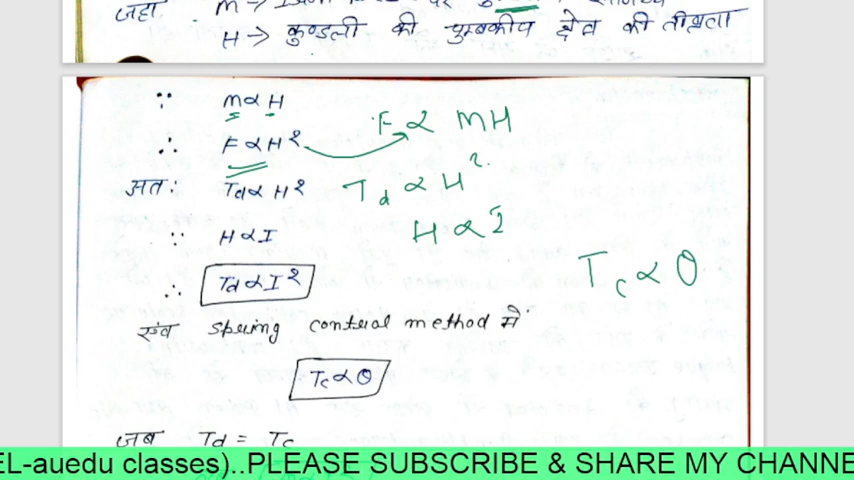 जहाँ M →
H → कुण्डली की चुम्बकीय क्षेत्र की तीव्रता
∵ m∝H
∴ F∝H² F ∝ MH
अतः Td∝H² Td ∝ H²
∵ H∝I H ∝ I
∴ Td∝I² Tc ∝ θ
एवं spring control method में
Tc∝θ
जब Td = Tc
EL-auedu classes)..PLEASE SUBSCRIBE & SHARE MY CHANNE